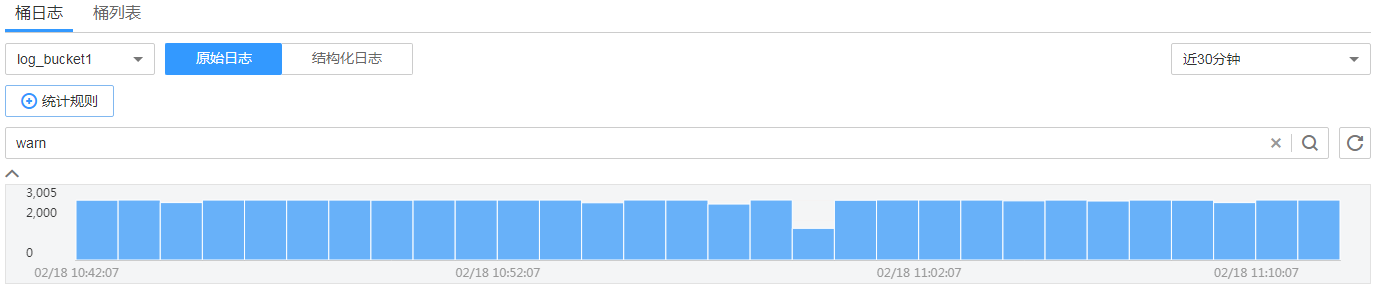 桶日志 桶列表
log_bucket1 原始日志 结构化日志 近30分钟
统计规则
warn
3,005
2,000
0
02/18 10:42:07 02/18 10:52:07 02/18 11:02:07 02/18 11:10:07